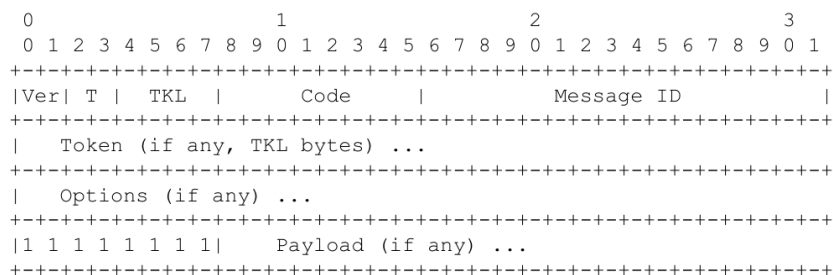 0                   1                   2                   3
 0 1 2 3 4 5 6 7 8 9 0 1 2 3 4 5 6 7 8 9 0 1 2 3 4 5 6 7 8 9 0 1
+-+-+-+-+-+-+-+-+-+-+-+-+-+-+-+-+-+-+-+-+-+-+-+-+-+-+-+-+-+-+-+-+
|Ver| T |  TKL  |      Code     |          Message ID           |
+-+-+-+-+-+-+-+-+-+-+-+-+-+-+-+-+-+-+-+-+-+-+-+-+-+-+-+-+-+-+-+-+
|   Token (if any, TKL bytes) ...
+-+-+-+-+-+-+-+-+-+-+-+-+-+-+-+-+-+-+-+-+-+-+-+-+-+-+-+-+-+-+-+-+
|   Options (if any) ...
+-+-+-+-+-+-+-+-+-+-+-+-+-+-+-+-+-+-+-+-+-+-+-+-+-+-+-+-+-+-+-+-+
|1 1 1 1 1 1 1 1|    Payload (if any) ...
+-+-+-+-+-+-+-+-+-+-+-+-+-+-+-+-+-+-+-+-+-+-+-+-+-+-+-+-+-+-+-+-+